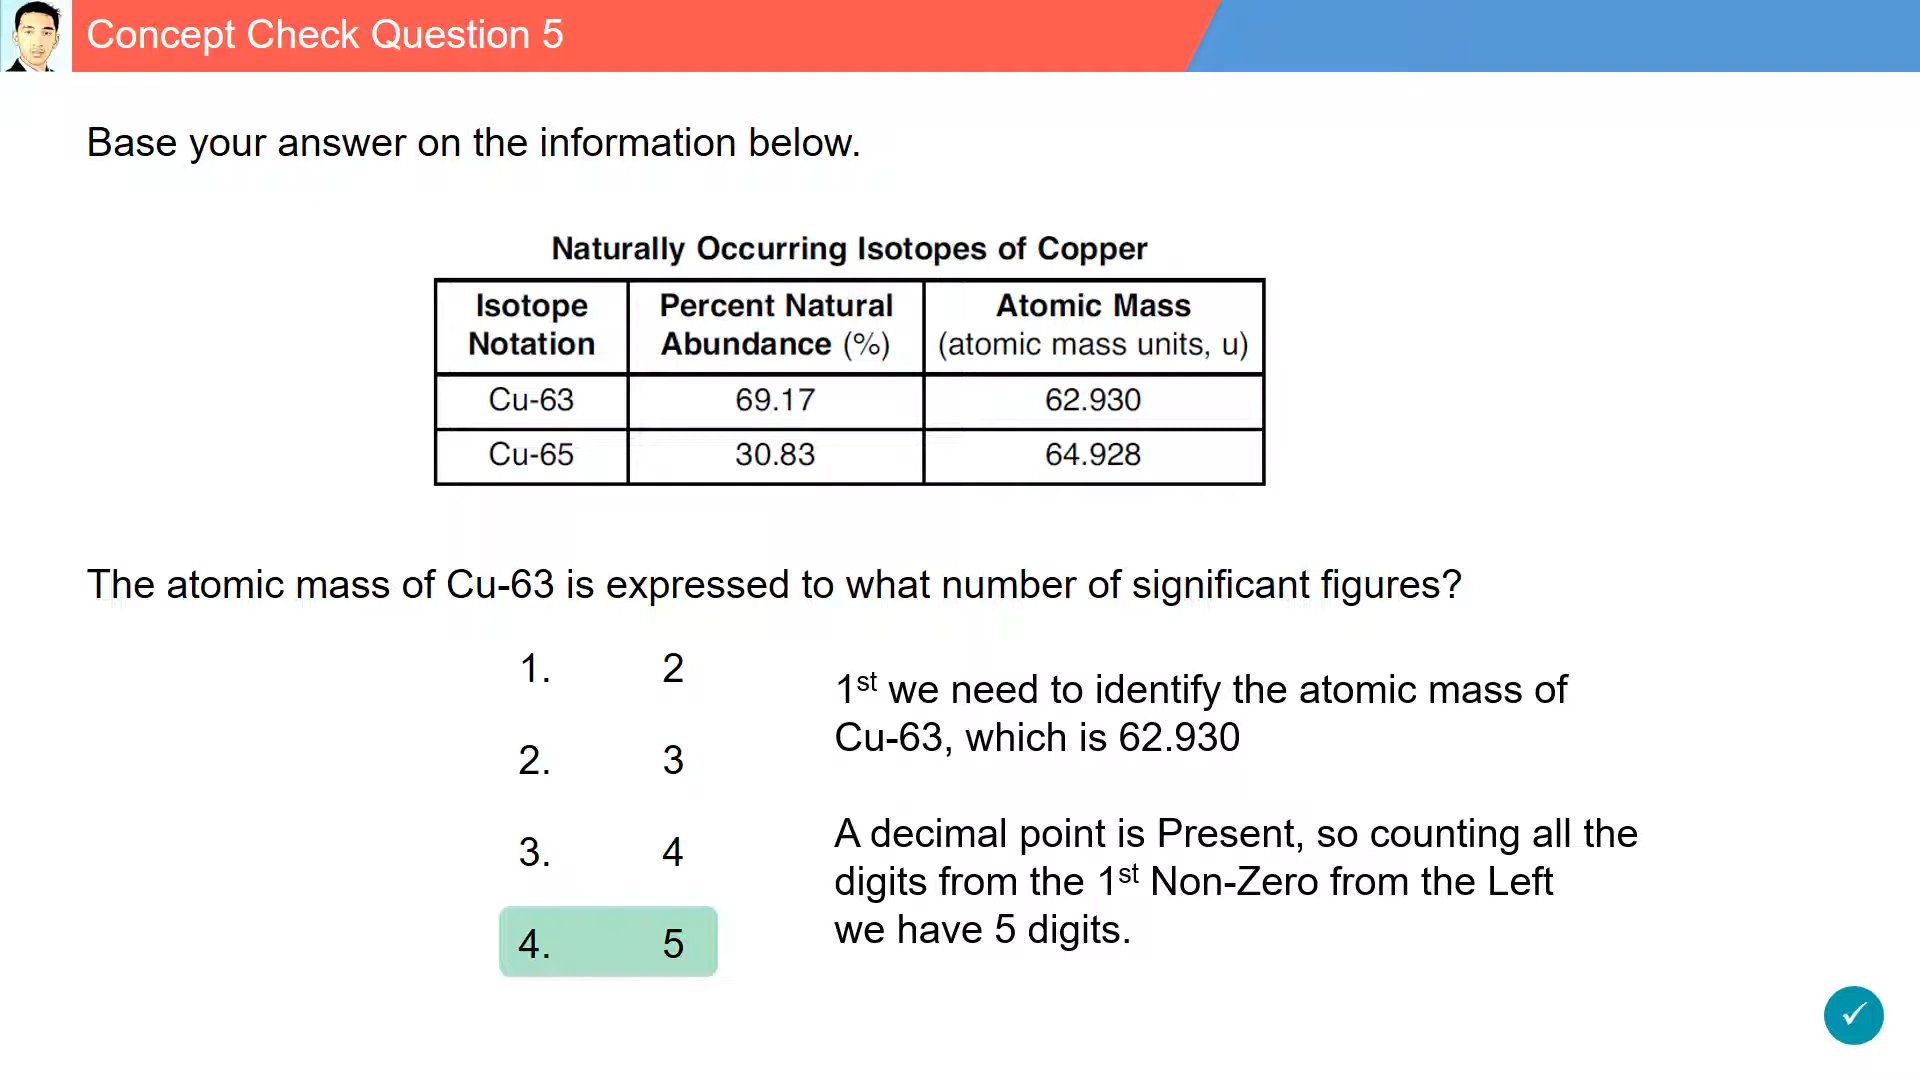 Concept Check Question 5
Base your answer on the information below.
Naturally Occurring Isotopes of Copper
Isotope Notation Percent Natural Abundance (%) Atomic Mass (atomic mass units, u)
Cu-63 69.17 62.930
Cu-65 30.83 64.928
The atomic mass of Cu-63 is expressed to what number of significant figures?
1. 2
2. 3
3. 4
4. 5
1st we need to identify the atomic mass of
Cu-63, which is 62.930
A decimal point is Present, so counting all the
digits from the 1st Non-Zero from the Left
we have 5 digits.